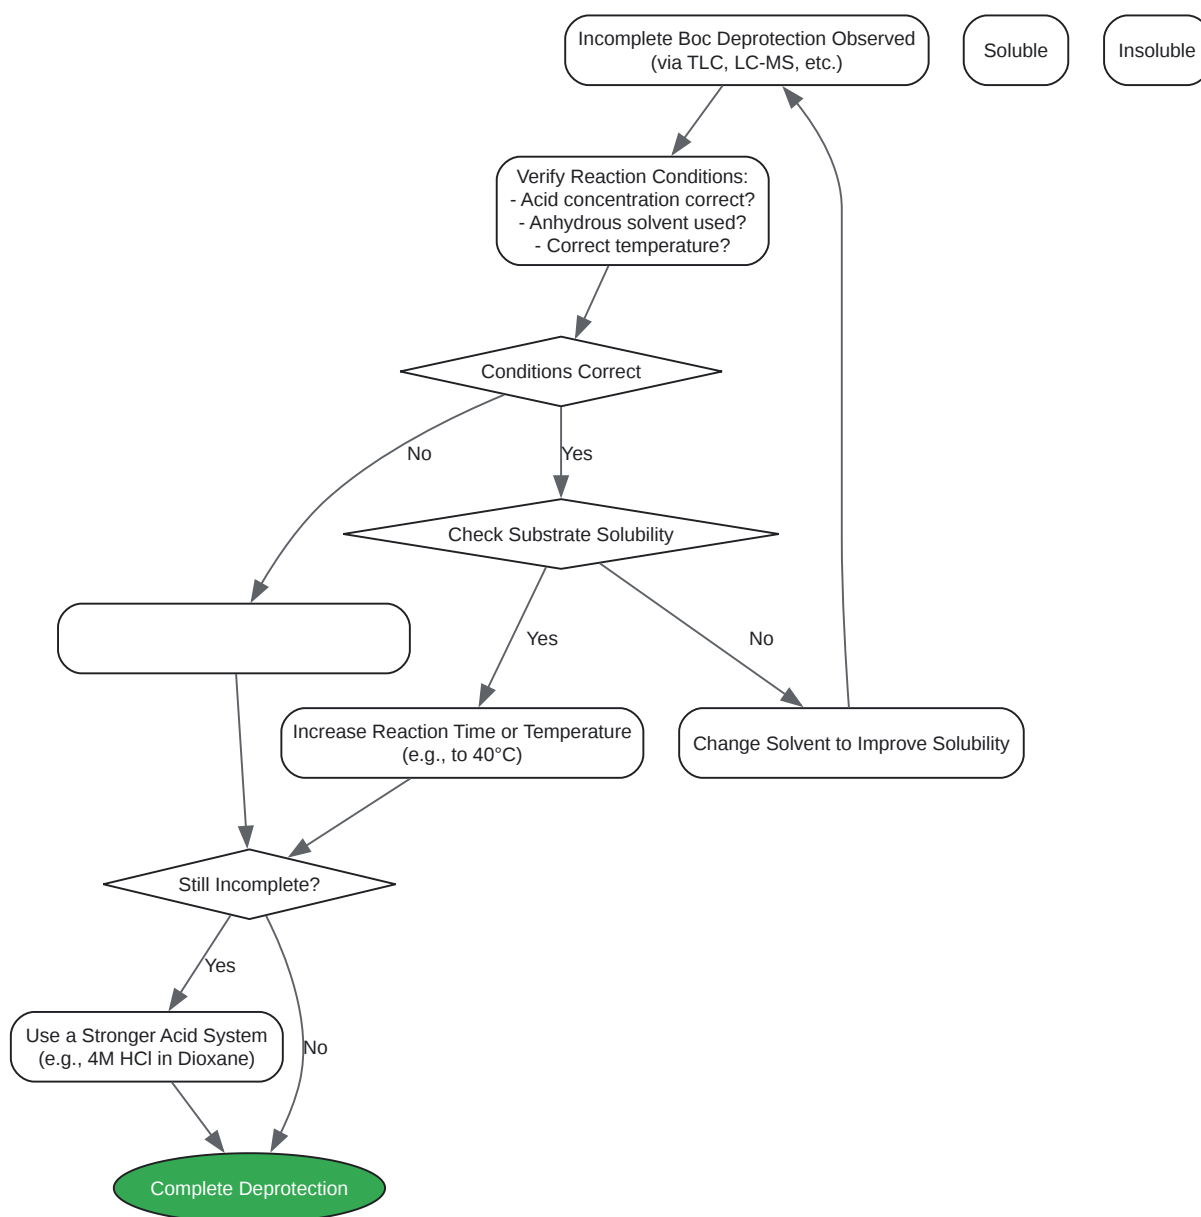 Incomplete Boc Deprotection Observed
(via TLC, LC-MS, etc.)
Soluble
Insoluble
Verify Reaction Conditions:
- Acid concentration correct?
- Anhydrous solvent used?
- Correct temperature?
Conditions Correct
No
Yes
Check Substrate Solubility
Yes
No
Increase Reaction Time or Temperature
(e.g., to 40°C)
Change Solvent to Improve Solubility
Still Incomplete?
Yes
Use a Stronger Acid System
(e.g., 4M HCl in Dioxane)
No
Complete Deprotection